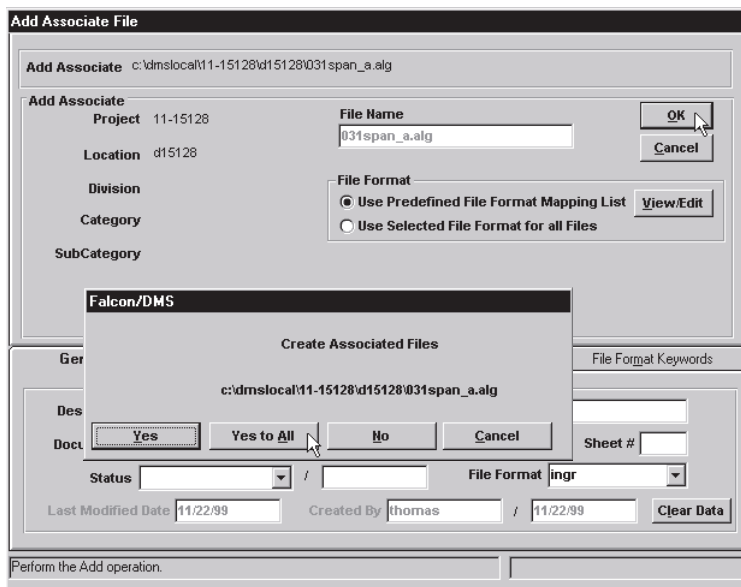 Add Associate File
Add Associate c:\dmslocal\11-15128\d15128\031span_a.alg
Add Associate
Project 11-15128
File Name
031span_a.alg
OK
Location d15128
Cancel
Division
File Format
Use Predefined File Format Mapping List
View/Edit
Category
Use Selected File Format for all Files
SubCategory
Falcon/DMS
Create Associated Files
c:\dmslocal\11-15128\d15128\031span_a.alg
Yes
Yes to All
No
Cancel
Ger
File Format Keywords
Des
Docu
Sheet #
Status /
File Format ingr
Last Modified Date 11/22/99
Created By thomas / 11/22/99
Clear Data
Perform the Add operation.